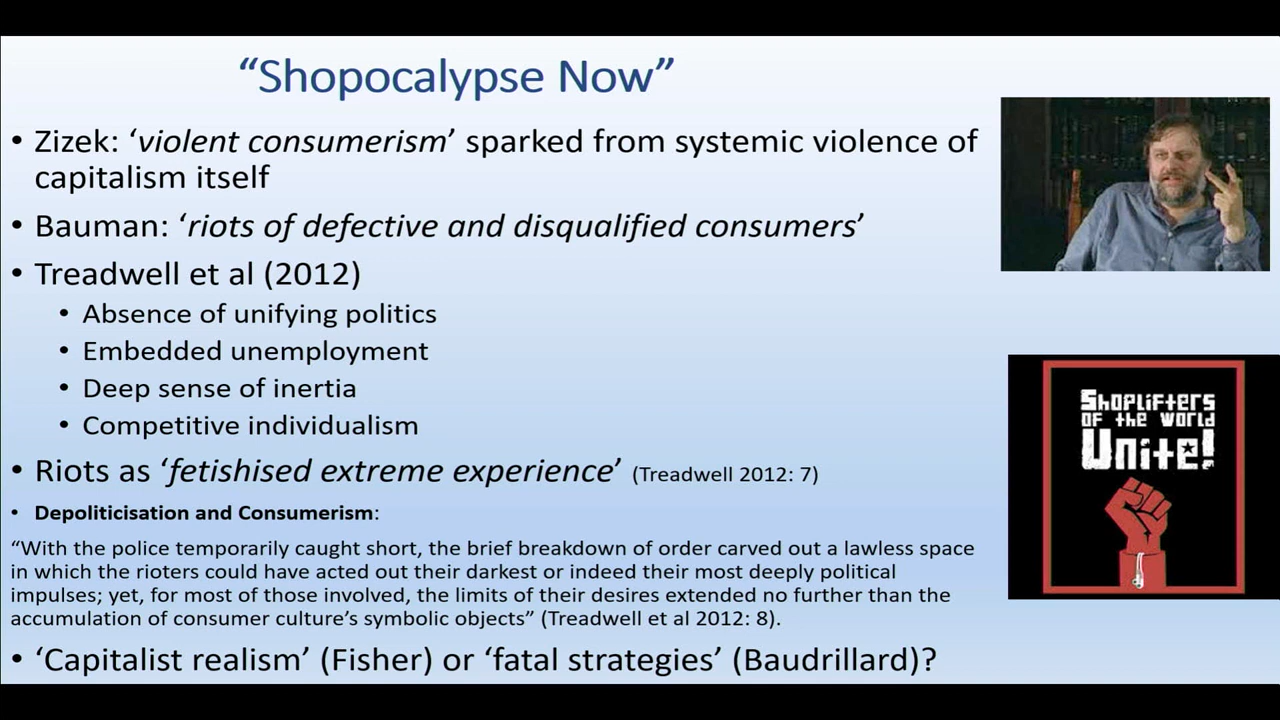 “Shopocalypse Now”
• Zizek: ‘violent consumerism’ sparked from systemic violence of
capitalism itself
• Bauman: ‘riots of defective and disqualified consumers’
• Treadwell et al (2012)
• Absence of unifying politics
• Embedded unemployment
• Deep sense of inertia
• Competitive individualism
• Riots as ‘fetishised extreme experience’ (Treadwell 2012: 7)
• Depoliticisation and Consumerism:
“With the police temporarily caught short, the brief breakdown of order carved out a lawless space
in which the rioters could have acted out their darkest or indeed their most deeply political
impulses; yet, for most of those involved, the limits of their desires extended no further than the
accumulation of consumer culture’s symbolic objects” (Treadwell et al 2012: 8).
• ‘Capitalist realism’ (Fisher) or ‘fatal strategies’ (Baudrillard)?
Shoplifters
of the world
Unite!